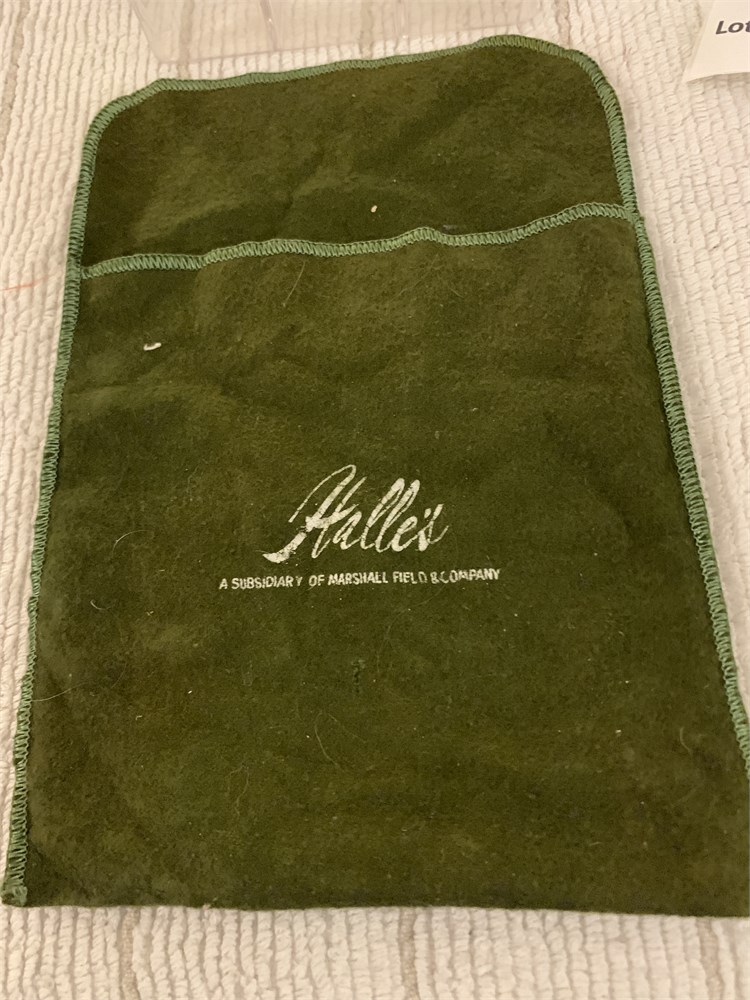 Lot
Halle's
A SUBSIDIARY OF MARSHALL FIELD & COMPANY